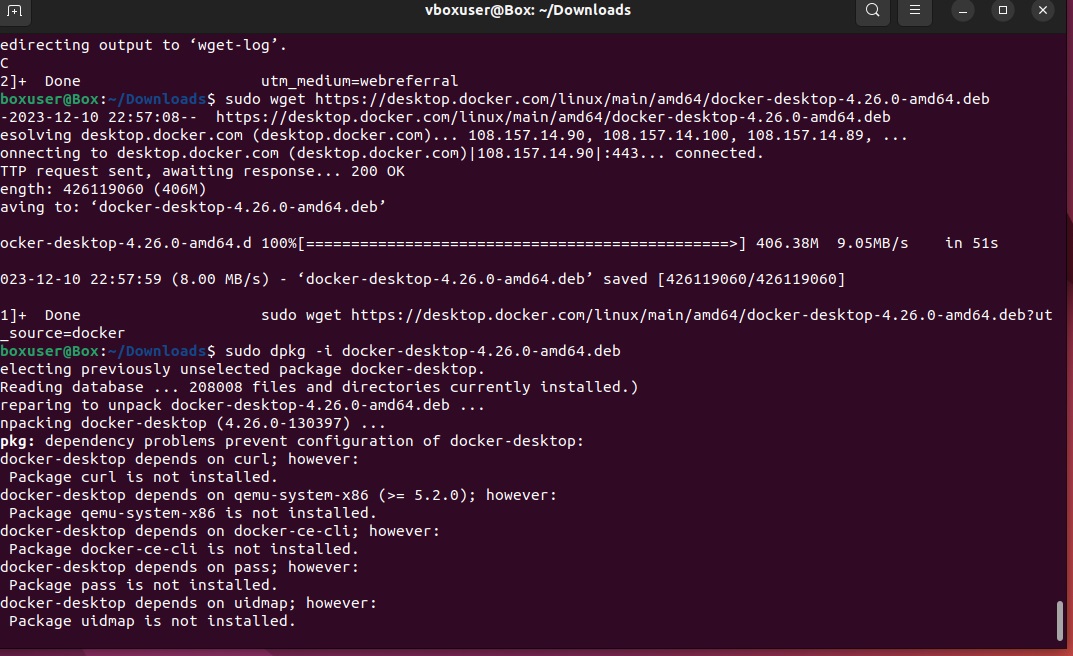 vboxuser@Box: ~/Downloads
edirecting output to ‘wget-log’.
C
2]+  Done                    utm_medium=webreferral
boxuser@Box:~/Downloads$ sudo wget https://desktop.docker.com/linux/main/amd64/docker-desktop-4.26.0-amd64.deb
-2023-12-10 22:57:08--  https://desktop.docker.com/linux/main/amd64/docker-desktop-4.26.0-amd64.deb
esolving desktop.docker.com (desktop.docker.com)... 108.157.14.90, 108.157.14.100, 108.157.14.89, ...
onnecting to desktop.docker.com (desktop.docker.com)|108.157.14.90|:443... connected.
TTP request sent, awaiting response... 200 OK
ength: 426119060 (406M)
aving to: ‘docker-desktop-4.26.0-amd64.deb’
ocker-desktop-4.26.0-amd64.d 100%[===============================================>] 406.38M  9.05MB/s    in 51s
023-12-10 22:57:59 (8.00 MB/s) - ‘docker-desktop-4.26.0-amd64.deb’ saved [426119060/426119060]
1]+  Done                    sudo wget https://desktop.docker.com/linux/main/amd64/docker-desktop-4.26.0-amd64.deb?ut
_source=docker
boxuser@Box:~/Downloads$ sudo dpkg -i docker-desktop-4.26.0-amd64.deb
electing previously unselected package docker-desktop.
Reading database ... 208008 files and directories currently installed.)
reparing to unpack docker-desktop-4.26.0-amd64.deb ...
npacking docker-desktop (4.26.0-130397) ...
pkg: dependency problems prevent configuration of docker-desktop:
docker-desktop depends on curl; however:
 Package curl is not installed.
docker-desktop depends on qemu-system-x86 (>= 5.2.0); however:
 Package qemu-system-x86 is not installed.
docker-desktop depends on docker-ce-cli; however:
 Package docker-ce-cli is not installed.
docker-desktop depends on pass; however:
 Package pass is not installed.
docker-desktop depends on uidmap; however:
 Package uidmap is not installed.